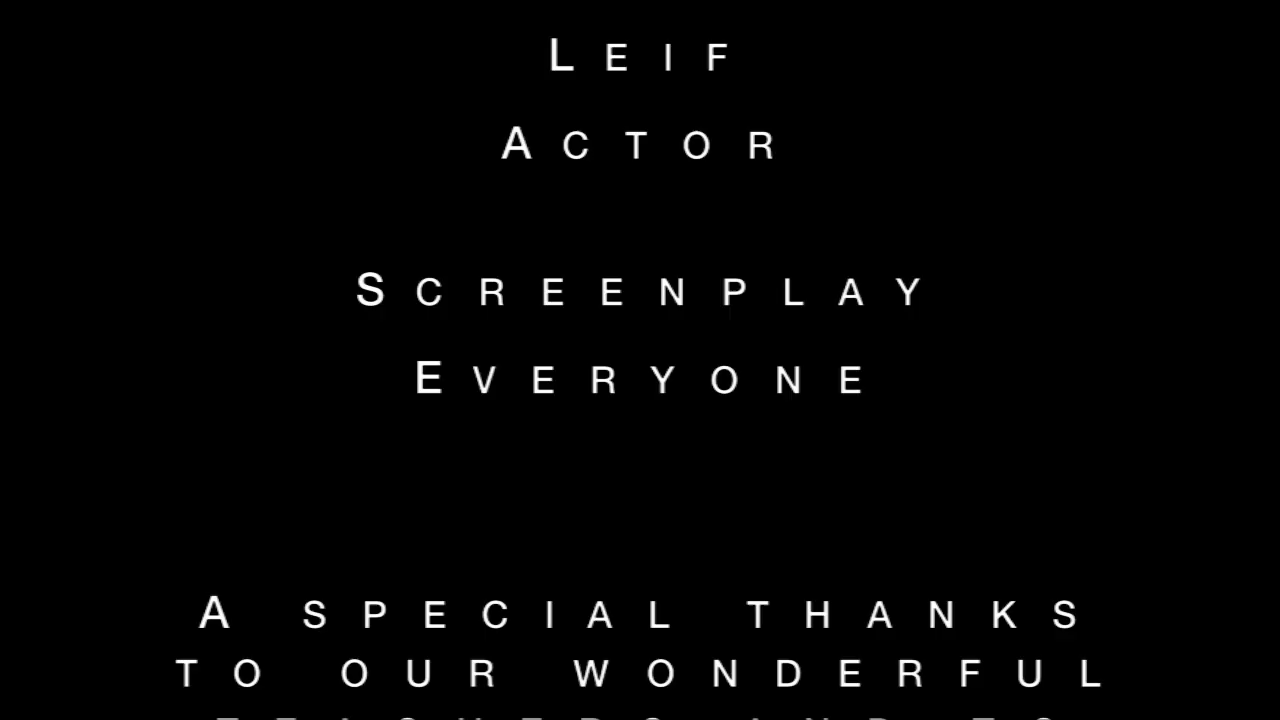 Leif
Actor
Screenplay
Everyone
A special thanks
to our wonderful